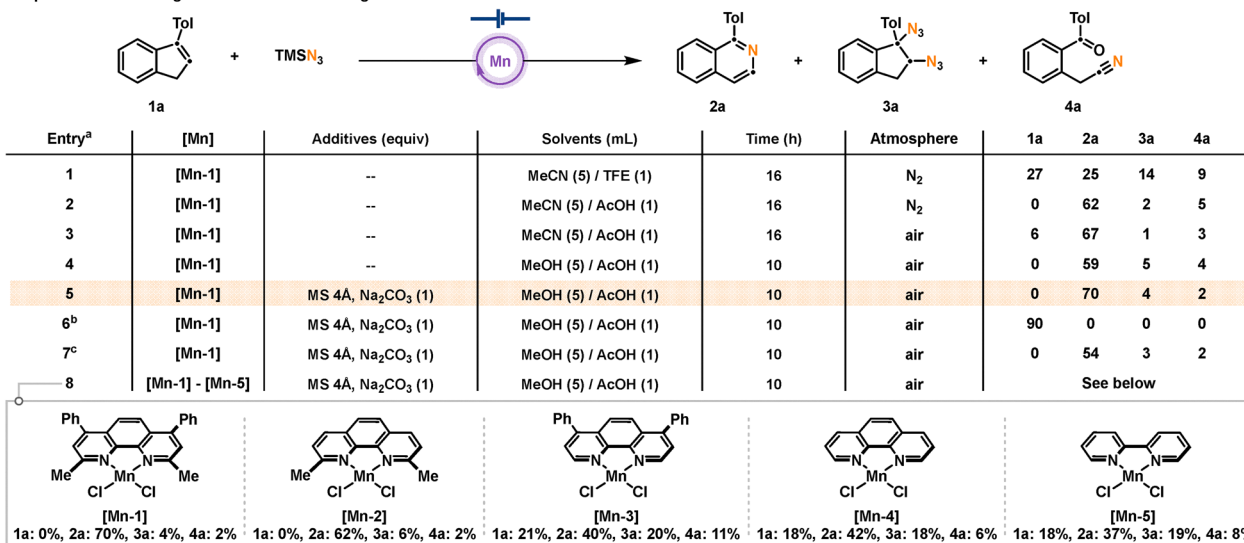 Tol
+
TMSN3
Mn
Tol
N
+
Tol
N3
N3
+
Tol
O
N
1a
2a
3a
4a
Entrya [Mn] Additives (equiv) Solvents (mL) Time (h) Atmosphere 1a 2a 3a 4a
1 [Mn-1] -- MeCN (5) / TFE (1) 16 N2 27 25 14 9
2 [Mn-1] -- MeCN (5) / AcOH (1) 16 N2 0 62 2 5
3 [Mn-1] -- MeCN (5) / AcOH (1) 16 air 6 67 1 3
4 [Mn-1] -- MeOH (5) / AcOH (1) 10 air 0 59 5 4
5 [Mn-1] MS 4Å, Na2CO3 (1) MeOH (5) / AcOH (1) 10 air 0 70 4 2
6b [Mn-1] MS 4Å, Na2CO3 (1) MeOH (5) / AcOH (1) 10 air 90 0 0 0
7c [Mn-1] MS 4Å, Na2CO3 (1) MeOH (5) / AcOH (1) 10 air 0 54 3 2
8 [Mn-1] - [Mn-5] MS 4Å, Na2CO3 (1) MeOH (5) / AcOH (1) 10 air See below
Ph Ph
N N
Me Mn Me
Cl Cl
[Mn-1]
1a: 0%, 2a: 70%, 3a: 4%, 4a: 2%
N N
Me Mn Me
Cl Cl
[Mn-2]
1a: 0%, 2a: 62%, 3a: 6%, 4a: 2%
Ph Ph
N N
Mn
Cl Cl
[Mn-3]
1a: 21%, 2a: 40%, 3a: 20%, 4a: 11%
N N
Mn
Cl Cl
[Mn-4]
1a: 18%, 2a: 42%, 3a: 18%, 4a: 6%
N N
Mn
Cl Cl
[Mn-5]
1a: 18%, 2a: 37%, 3a: 19%, 4a: 8%